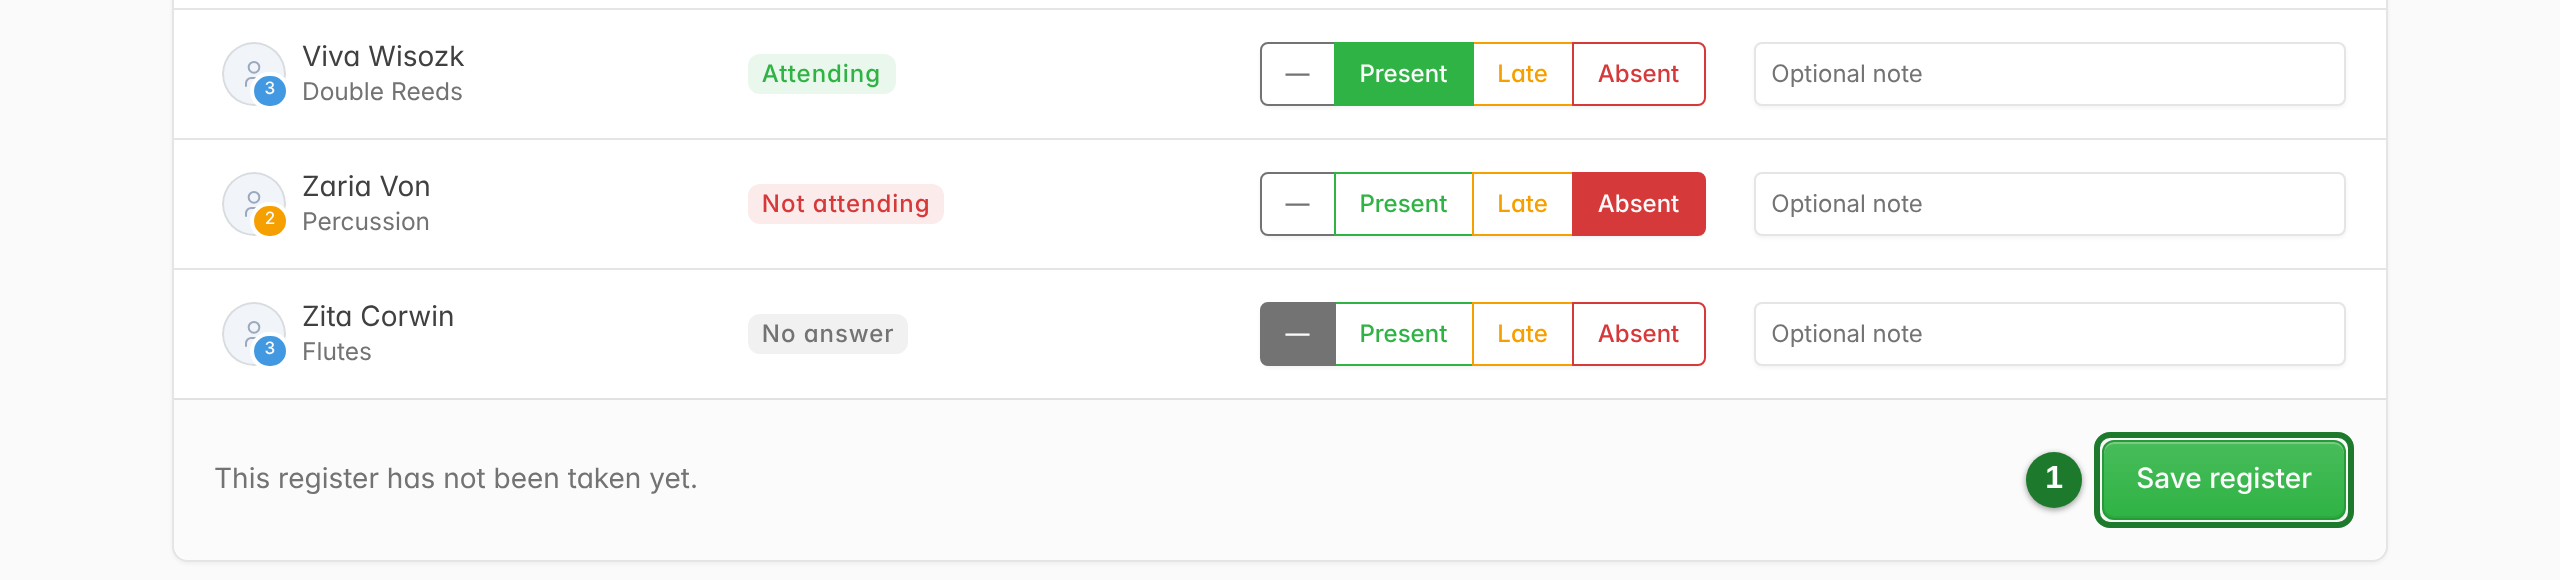 Viva Wisozk
3
Double Reeds
Attending
— Present Late Absent
Optional note
Zaria Von
2
Percussion
Not attending
— Present Late Absent
Optional note
Zita Corwin
3
Flutes
No answer
— Present Late Absent
Optional note
This register has not been taken yet.
1
Save register